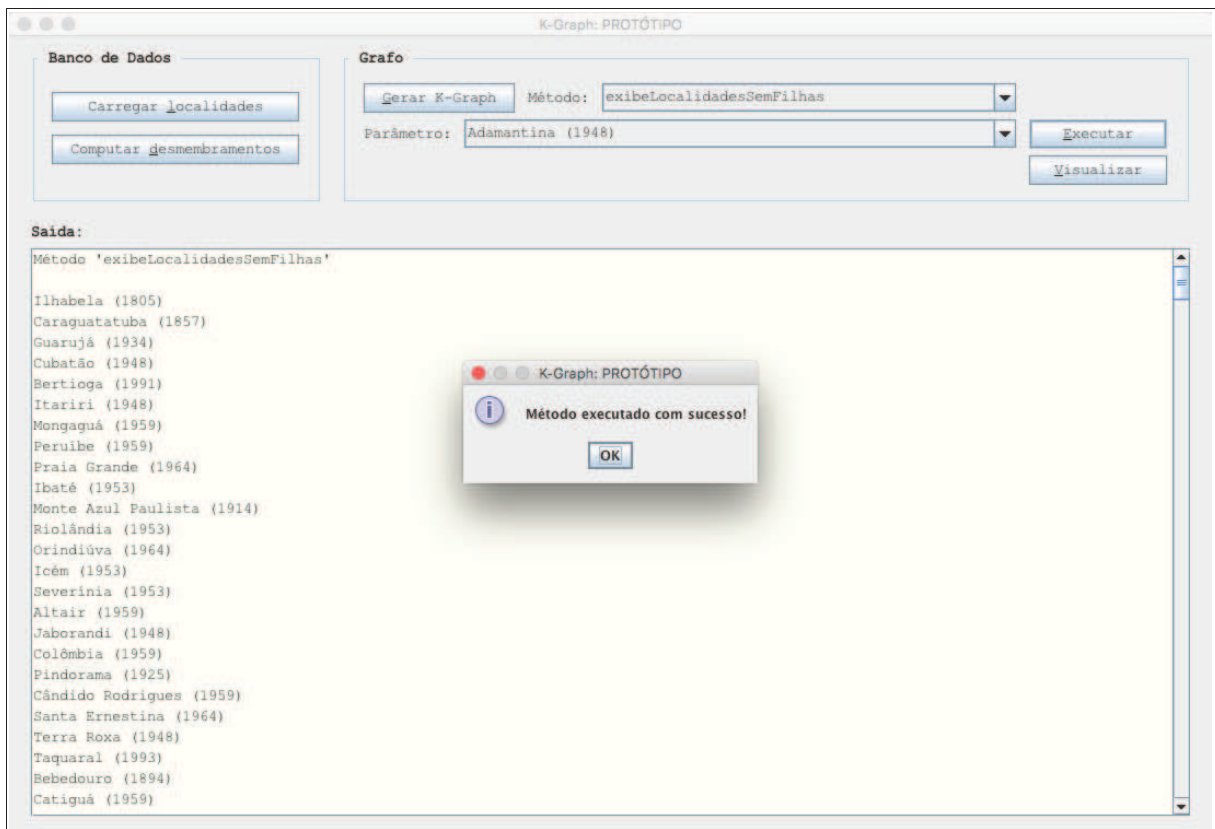 K-Graph: PROTÓTIPO
Banco de Dados
Carregar localidades
Computar desmembramentos
Grafo
Gerar K-Graph
Método:
exibeLocalidadesSemFilhas
Parâmetro:
Adamantina (1948)
Executar
Visualizar
Saída:
Método 'exibeLocalidadesSemFilhas'
Ilhabela (1805)
Caraguatatuba (1857)
Guarujá (1934)
Cubatão (1948)
Bertioga (1991)
Itariri (1948)
Mongaguá (1959)
Peruíbe (1959)
Praia Grande (1964)
Ibaté (1953)
Monte Azul Paulista (1914)
Riolândia (1953)
Orindiúva (1964)
Icém (1953)
Severínia (1953)
Altair (1959)
Jaborandi (1948)
Colômbia (1959)
Pindorama (1925)
Cândido Rodrigues (1959)
Santa Ernestina (1964)
Terra Roxa (1948)
Taquaral (1993)
Bebedouro (1894)
Catiguá (1959)
K-Graph: PROTÓTIPO
Método executado com sucesso!
OK